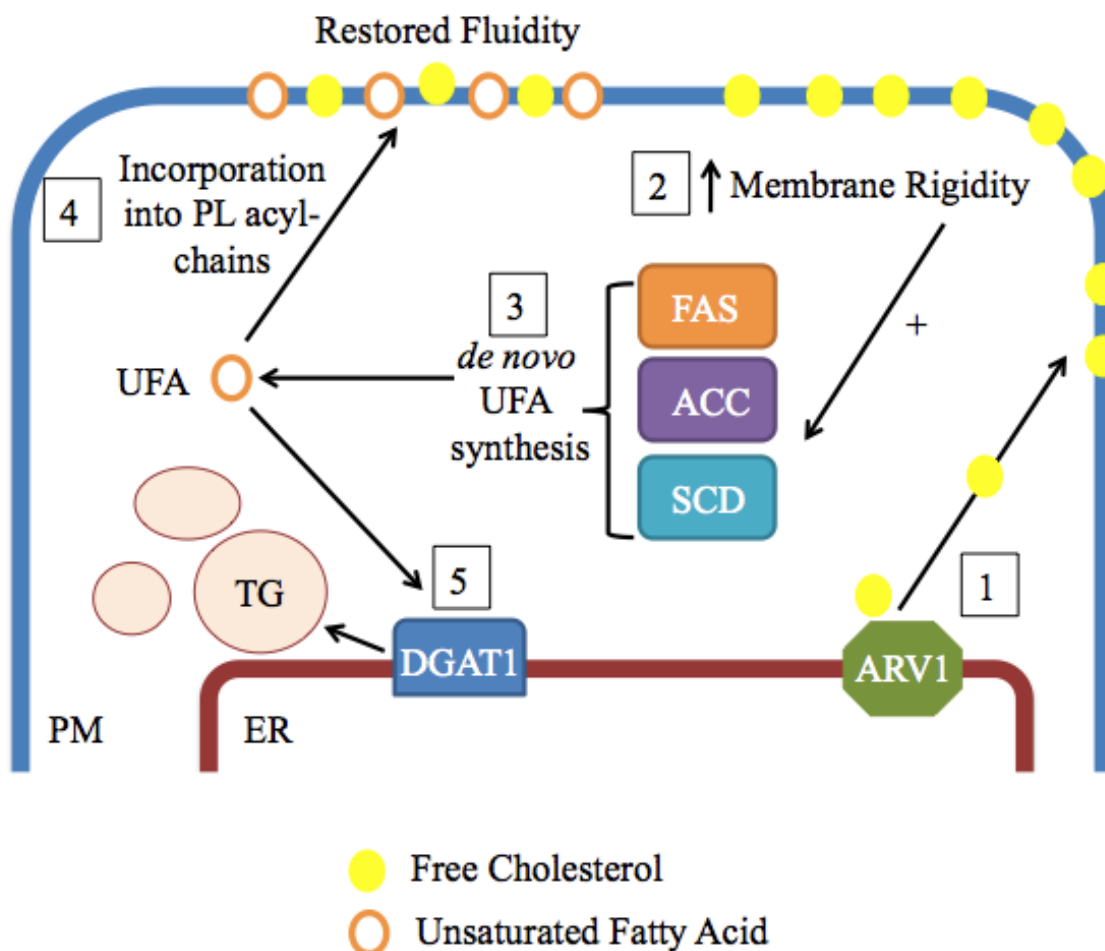 Restored Fluidity
4
Incorporation
into PL acyl-
chains
2
Membrane Rigidity
3
de novo
UFA
synthesis
FAS
ACC
SCD
+
UFA
TG
5
DGAT1
1
ARV1
PM
ER
Free Cholesterol
Unsaturated Fatty Acid